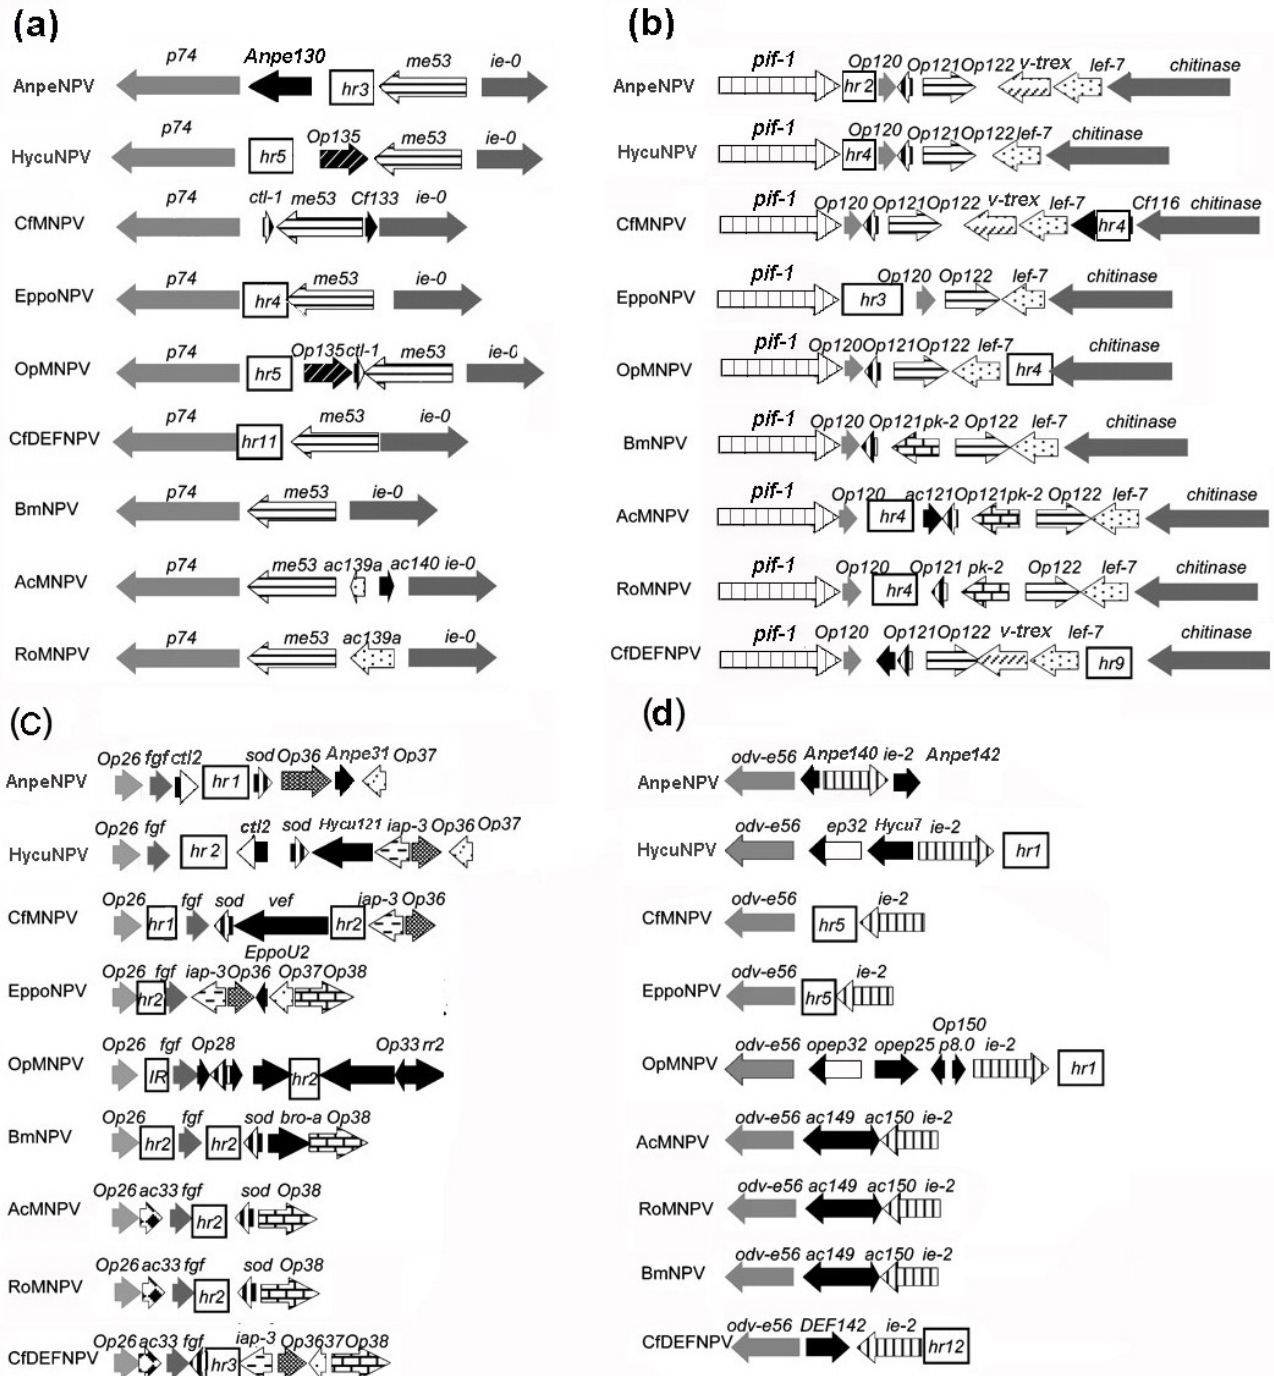 (a)
p74 Anpe130 me53 ie-0
AnpeNPV hr3
p74 Op135 me53 ie-0
HycuNPV hr5
p74 ctl-1 me53 Cf133 ie-0
CfMNPV
p74 me53 ie-0
EppoNPV hr4
p74 Op135 ctl-1 me53 ie-0
OpMNPV hr5
p74 me53 ie-0
CfDEFNPV hr11
p74 me53 ie-0
BmNPV
p74 me53 ac139a ac140 ie-0
AcMNPV
p74 me53 ac139a ie-0
RoMNPV
(b)
pif-1 Op120 Op121 Op122 v-trex lef-7 chitinase
AnpeNPV hr2
pif-1 Op120 Op121 Op122 lef-7 chitinase
HycuNPV hr4
pif-1 Op120 Op121 Op122 v-trex lef-7 Cf116 chitinase
CfMNPV hr4
pif-1 Op120 Op122 lef-7 chitinase
EppoNPV hr3
pif-1 Op120 Op121 Op122 lef-7 chitinase
OpMNPV hr4
pif-1 Op120 Op121 pk-2 Op122 lef-7 chitinase
BmNPV
pif-1 Op120 ac121 Op121 pk-2 Op122 lef-7 chitinase
AcMNPV hr4
pif-1 Op120 Op121 pk-2 Op122 lef-7 chitinase
RoMNPV hr4
pif-1 Op120 Op121 Op122 v-trex lef-7 chitinase
CfDEFNPV hr9
(c)
Op26 fgf ctl2 sod Op36 Anpe31 Op37
AnpeNPV hr1
Op26 fgf ctl2 sod Hycu121 iap-3 Op36 Op37
HycuNPV hr2
Op26 fgf sod vef iap-3 Op36
CfMNPV hr1 hr2
EppoU2
Op26 fgf iap-3 Op36 Op37 Op38
EppoNPV hr2
Op26 fgf Op28 Op33 rr2
OpMNPV IR hr2
Op26 fgf sod bro-a Op38
BmNPV hr2 hr2
Op26 ac33 fgf sod Op38
AcMNPV hr2
Op26 ac33 fgf sod Op38
RoMNPV hr2
Op26 ac33 fgf iap-3 Op36 37 Op38
CfDEFNPV hr3
(d)
odv-e56 Anpe140 ie-2 Anpe142
AnpeNPV
odv-e56 ep32 Hycu7 ie-2
HycuNPV hr1
odv-e56 ie-2
CfMNPV hr5
odv-e56 ie-2
EppoNPV hr5
Op150
odv-e56 opep32 opep25 p8.0 ie-2
OpMNPV hr1
odv-e56 ac149 ac150 ie-2
AcMNPV
odv-e56 ac149 ac150 ie-2
RoMNPV
odv-e56 ac149 ac150 ie-2
BmNPV
odv-e56 DEF142 ie-2
CfDEFNPV hr12